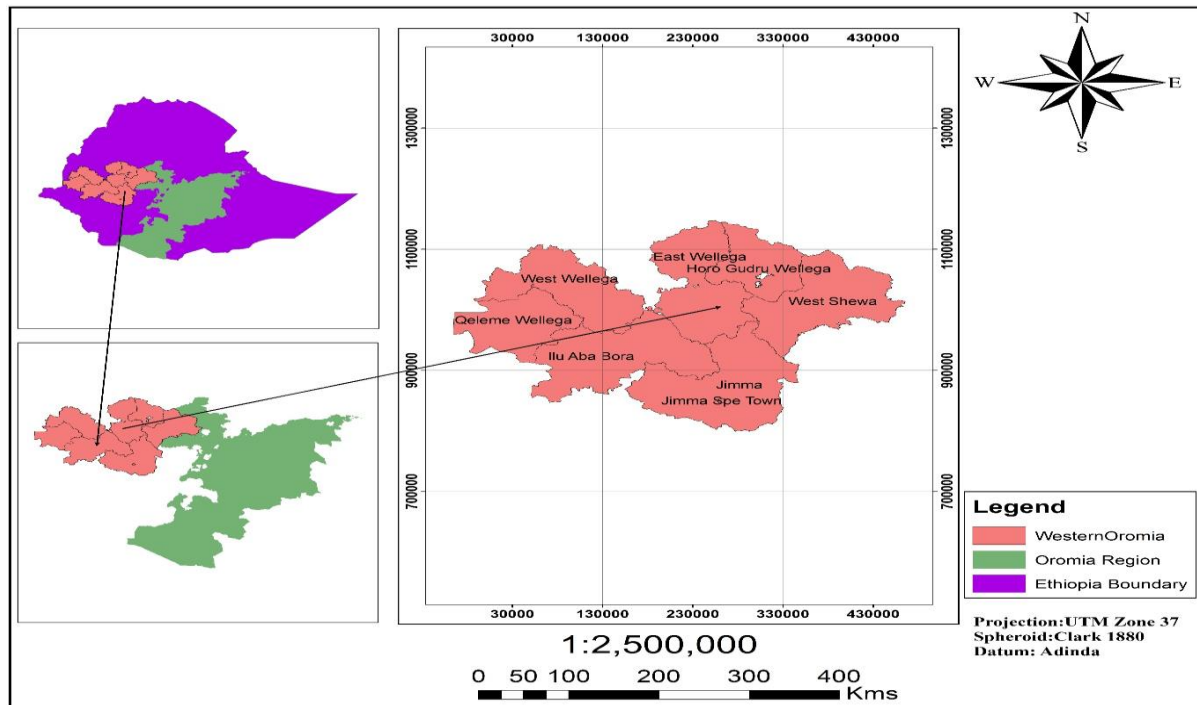 30000 130000 230000 330000 430000
N
W E
S
1300000 1300000
1100000 1100000
East Wellega
Horo Gudru Wellega
West Wellega
West Shewa
Qeleme Wellega
Ilu Aba Bora
900000 900000
Jimma
Jimma Spe Town
700000 700000
30000 130000 230000 330000 430000
Legend
WesternOromia
Oromia Region
Ethiopia Boundary
Projection:UTM Zone 37
Spheroid:Clark 1880
Datum: Adinda
1:2,500,000
0 50 100 200 300 400
Kms